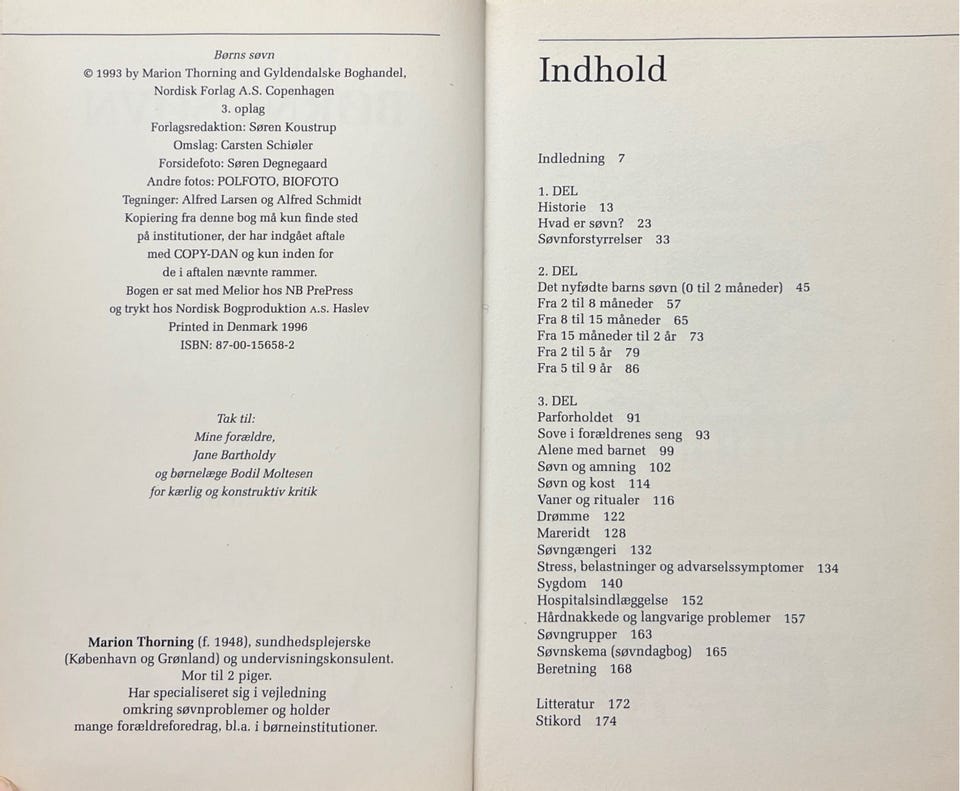 Børns søvn
© 1993 by Marion Thorning and Gyldendalske Boghandel,
Nordisk Forlag A.S. Copenhagen
3. oplag
Forlagsredaktion: Søren Koustrup
Omslag: Carsten Schiøler
Forsidefoto: Søren Degnegaard
Andre fotos: POLFOTO, BIOFOTO
Tegninger: Alfred Larsen og Alfred Schmidt
Kopiering fra denne bog må kun finde sted
på institutioner, der har indgået aftale
med COPY-DAN og kun inden for
de i aftalen nævnte rammer.
Bogen er sat med Melior hos NB PrePress
og trykt hos Nordisk Bogproduktion A.S. Haslev
Printed in Denmark 1996
ISBN: 87-00-15658-2
Tak til:
Mine forældre,
Jane Bartholdy
og børnelæge Bodil Moltesen
for kærlig og konstruktiv kritik
Marion Thorning (f. 1948), sundhedsplejerske
(København og Grønland) og undervisningskonsulent.
Mor til 2 piger.
Har specialiseret sig i vejledning
omkring søvnproblemer og holder
mange forældreforedrag, bl.a. i børneinstitutioner.
Indhold
Indledning 7
1. DEL
Historie 13
Hvad er søvn? 23
Søvnforstyrrelser 33
2. DEL
Det nyfødte barns søvn (0 til 2 måneder) 45
Fra 2 til 8 måneder 57
Fra 8 til 15 måneder 65
Fra 15 måneder til 2 år 73
Fra 2 til 5 år 79
Fra 5 til 9 år 86
3. DEL
Parforholdet 91
Sove i forældrenes seng 93
Alene med barnet 99
Søvn og amning 102
Søvn og kost 114
Vaner og ritualer 116
Drømme 122
Mareridt 128
Søvngængeri 132
Stress, belastninger og advarselssymptomer 134
Sygdom 140
Hospitalsindlæggelse 152
Hårdnakkede og langvarige problemer 157
Søvngrupper 163
Søvnskema (søvndagbog) 165
Beretning 168
Litteratur 172
Stikord 174